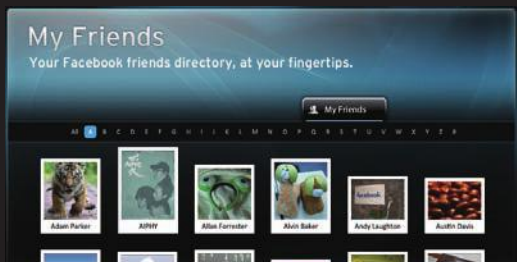 My Friends
Your Facebook friends directory, at your fingertips.
My Friends
All A B C D E F G H I J K L M N O P Q R S T U V W X Y Z #
facebook
Adam Parker AIPHY Allan Forrester Alvin Baker Andy Laughton Austin Davis